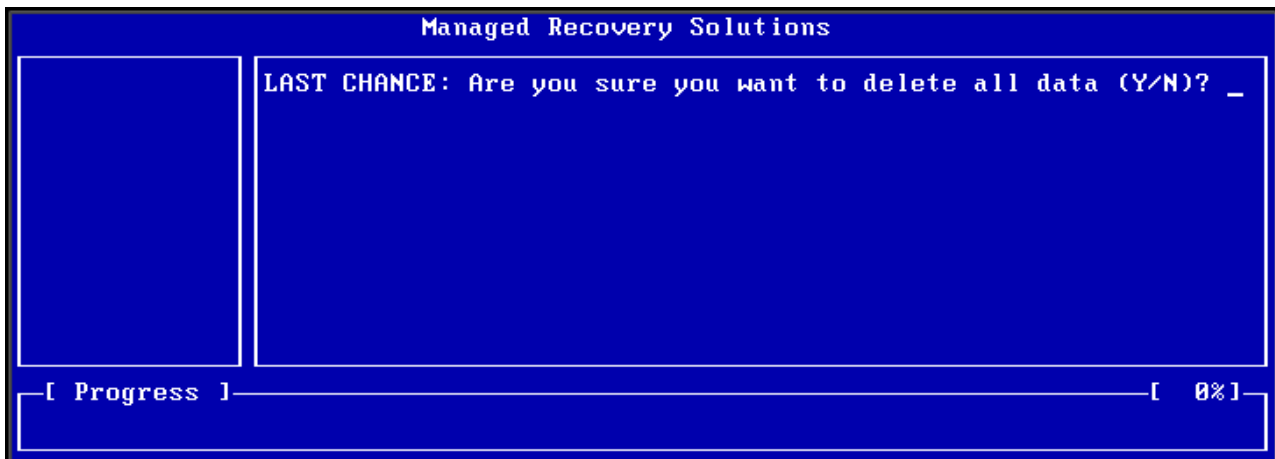 Managed Recovery Solutions
LAST CHANCE: Are you sure you want to delete all data (Y/N)? _
[ Progress ]
[ 0%]